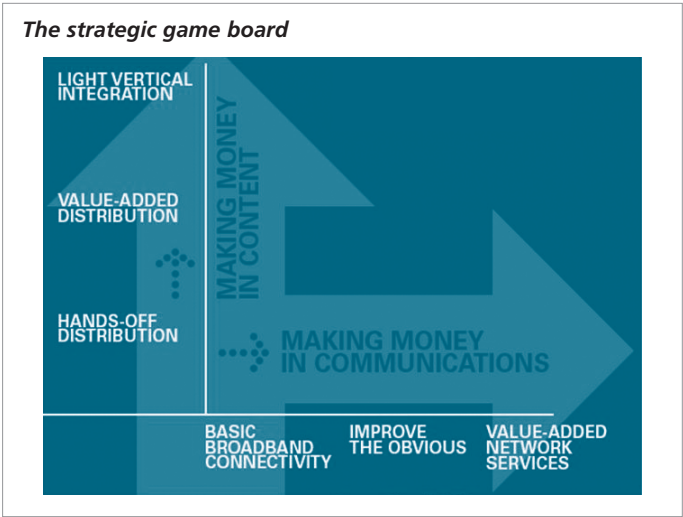 The strategic game board
LIGHT VERTICAL
INTEGRATION
MAKING MONEY
IN CONTENT
VALUE-ADDED
DISTRIBUTION
HANDS-OFF
DISTRIBUTION
MAKING MONEY
IN COMMUNICATIONS
BASIC
BROADBAND
CONNECTIVITY
IMPROVE
THE OBVIOUS
VALUE-ADDED
NETWORK
SERVICES